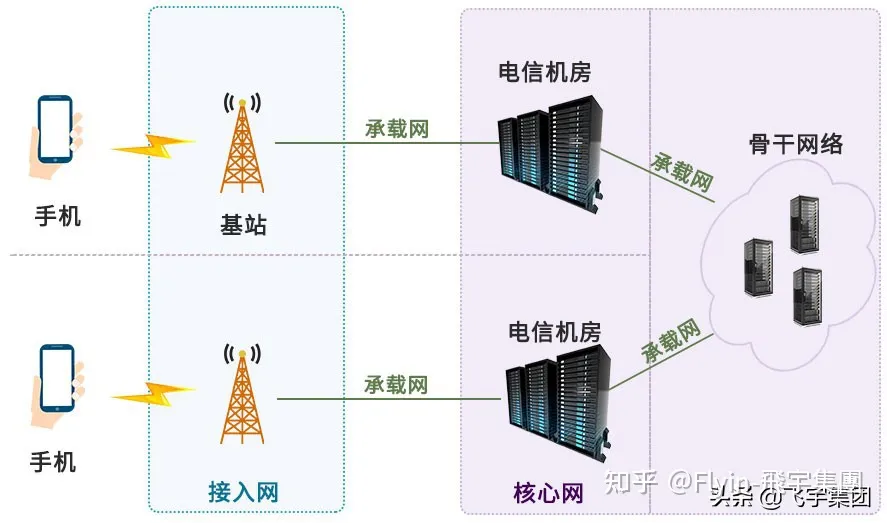 电信机房
承载网
骨干网络
承载网
手机
基站
电信机房
承载网
承载网
手机
接入网
核心网
知乎 @Flyin-飛宇集團
头条 @飞宇集团